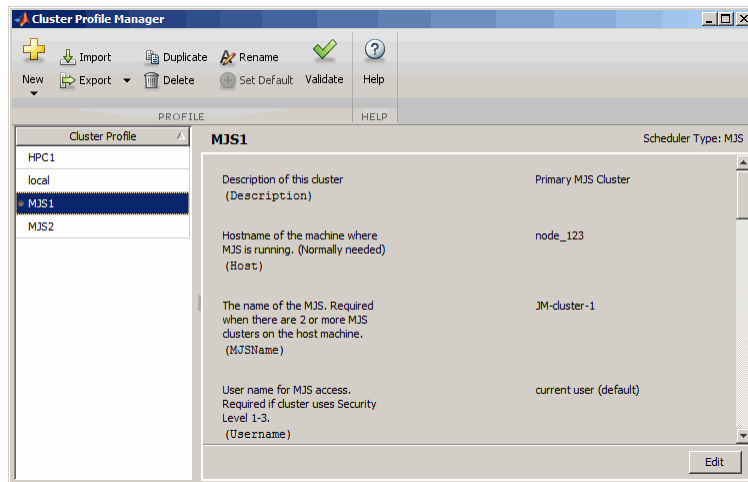 Cluster Profile Manager
New
Import
Export
Duplicate
Delete
Rename
Set Default
Validate
Help
PROFILE
HELP
Cluster Profile
HPC1
local
MJS1
MJS2
MJS1
Scheduler Type: MJS
Description of this cluster
(Description)
Primary MJS Cluster
Hostname of the machine where
MJS is running. (Normally needed)
(Host)
node_123
The name of the MJS. Required
when there are 2 or more MJS
clusters on the host machine.
(MJSName)
JM-cluster-1
User name for MJS access.
Required if cluster uses Security
Level 1-3.
(Username)
current user (default)
Edit